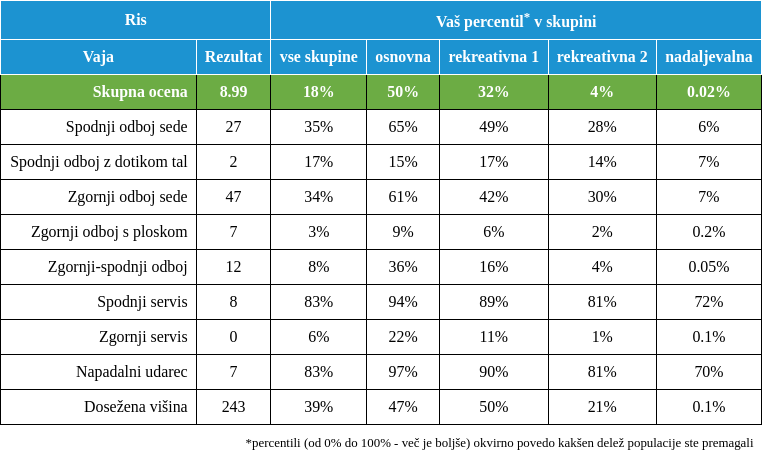 Ris Vaš percentil* v skupini
Vaja Rezultat vse skupine osnovna rekreativna 1 rekreativna 2 nadaljevalna
Skupna ocena 8.99 18% 50% 32% 4% 0.02%
Spodnji odboj sede 27 35% 65% 49% 28% 6%
Spodnji odboj z dotikom tal 2 17% 15% 17% 14% 7%
Zgornji odboj sede 47 34% 61% 42% 30% 7%
Zgornji odboj s ploskom 7 3% 9% 6% 2% 0.2%
Zgornji-spodnji odboj 12 8% 36% 16% 4% 0.05%
Spodnji servis 8 83% 94% 89% 81% 72%
Zgornji servis 0 6% 22% 11% 1% 0.1%
Napadalni udarec 7 83% 97% 90% 81% 70%
Dosežena višina 243 39% 47% 50% 21% 0.1%
*percentili (od 0% do 100% - več je boljše) okvirno povedo kakšen delež populacije ste premagali